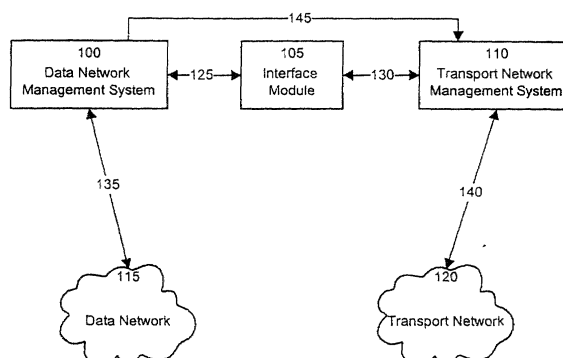 145
100
Data Network
Management System
125
105
Interface
Module
130
110
Transport Network
Management System
135
140
115
Data Network
120
Transport Network